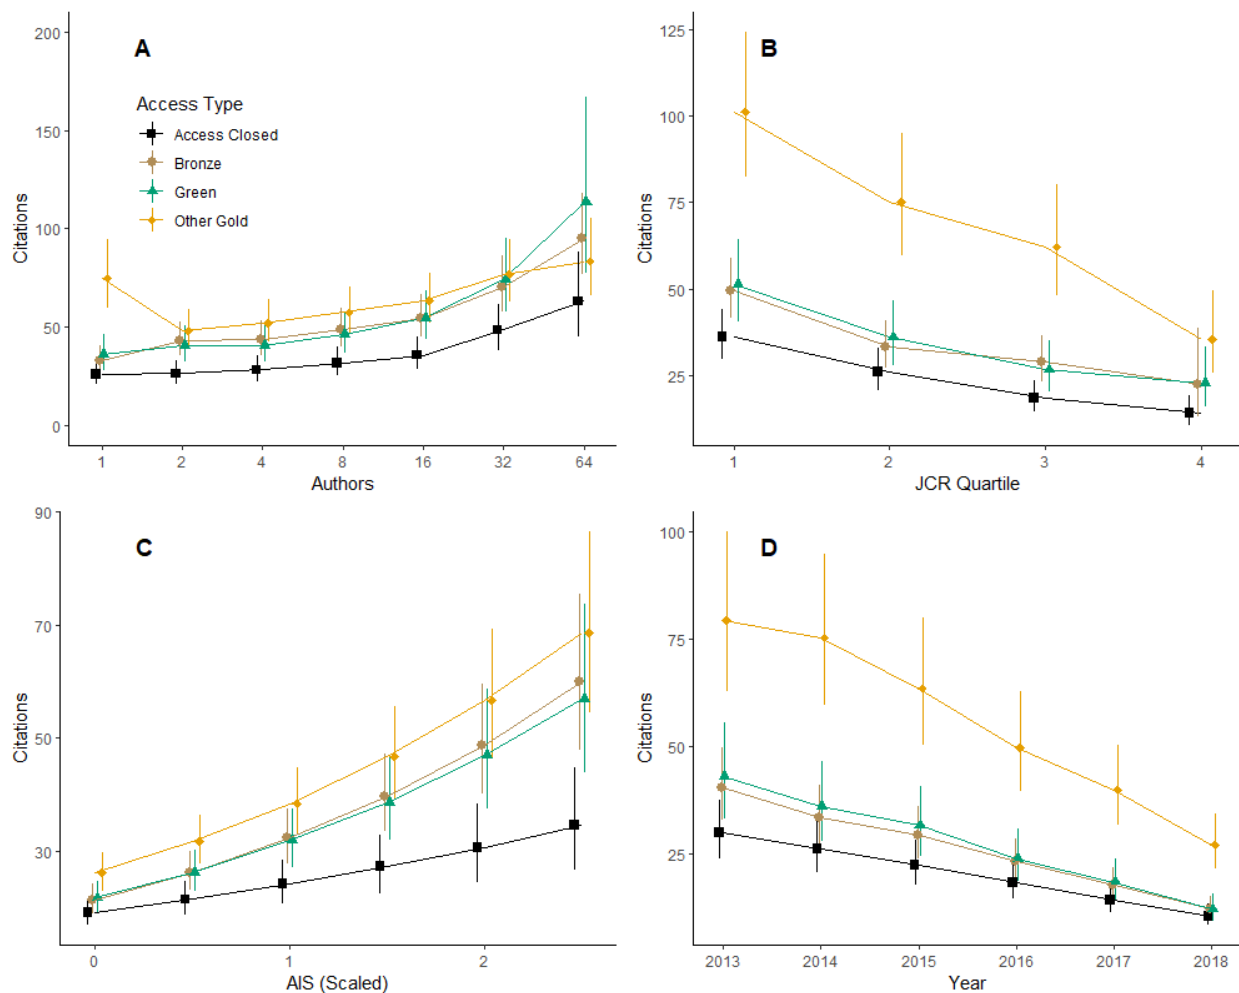 A
200
150
100
50
0
Citations
Access Type
Access Closed
Bronze
Green
Other Gold
1 2 4 8 16 32 64
Authors
B
125
100
75
50
25
Citations
1 2 3 4
JCR Quartile
C
90
70
50
30
Citations
0 1 2
AIS (Scaled)
D
100
75
50
25
Citations
2013 2014 2015 2016 2017 2018
Year